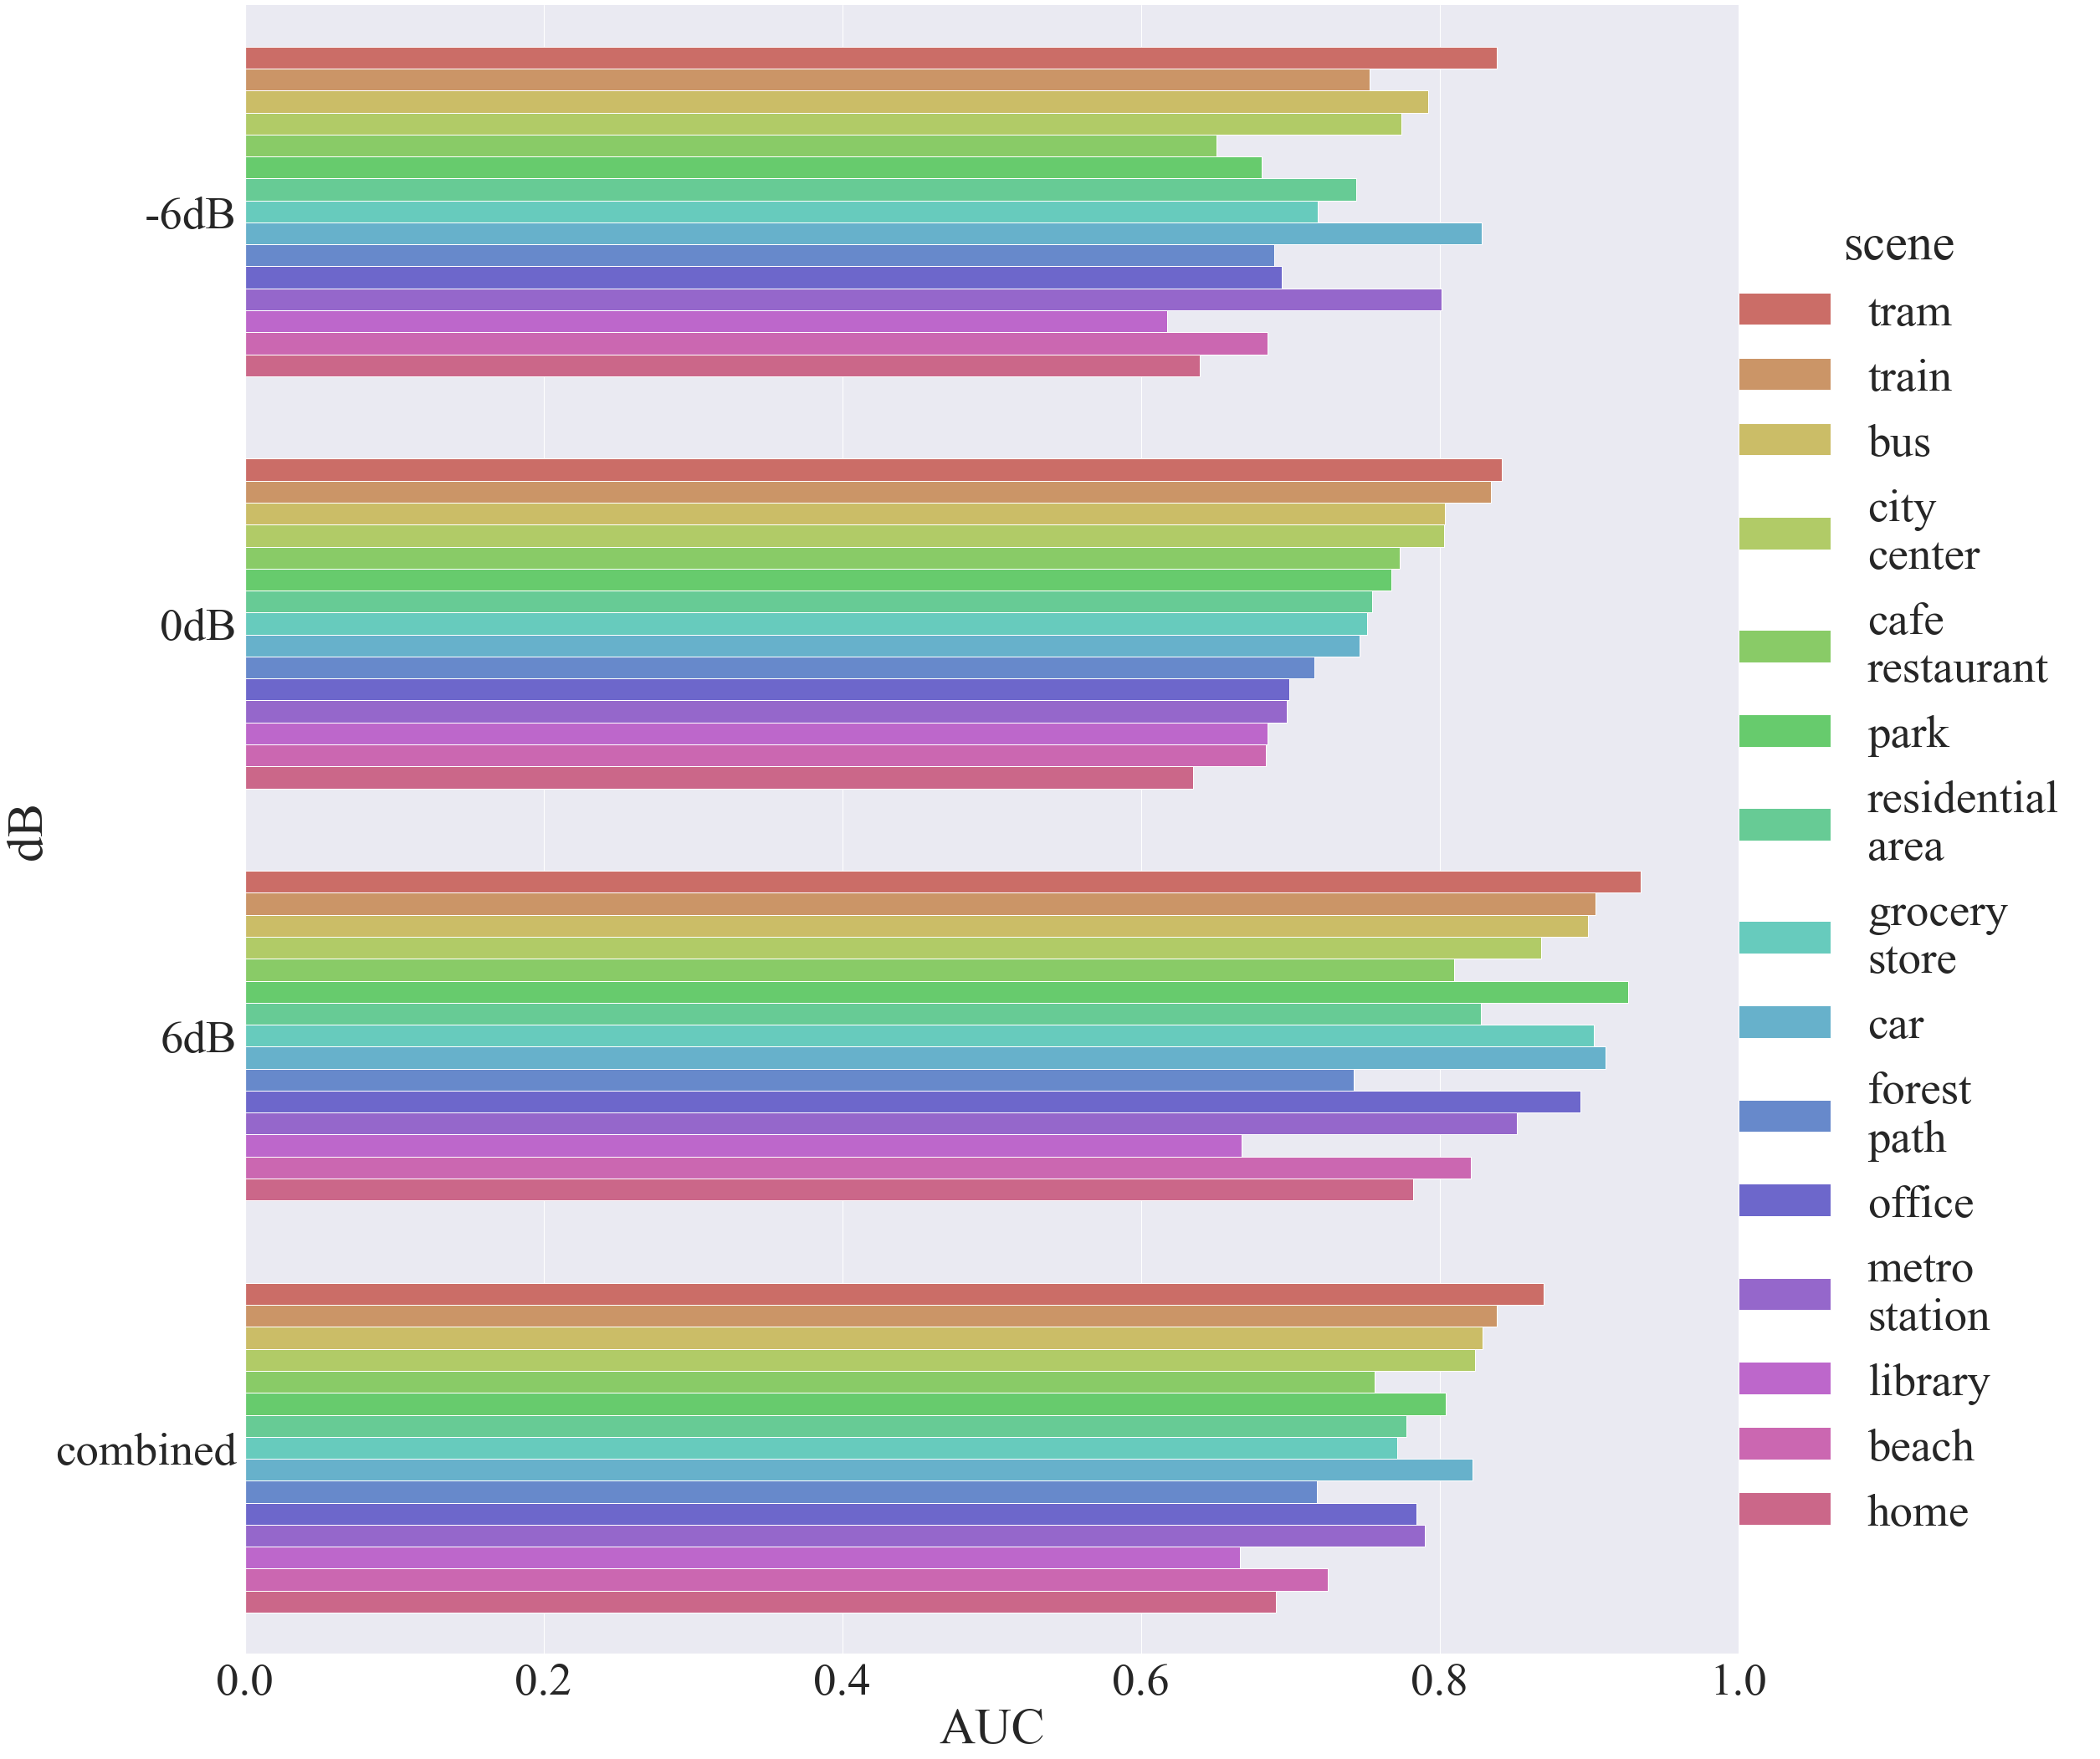 dB
-6dB
0dB
6dB
combined
0.0 0.2 0.4 0.6 0.8 1.0
AUC
scene
tram
train
bus
city
center
cafe
restaurant
park
residential
area
grocery
store
car
forest
path
office
metro
station
library
beach
home